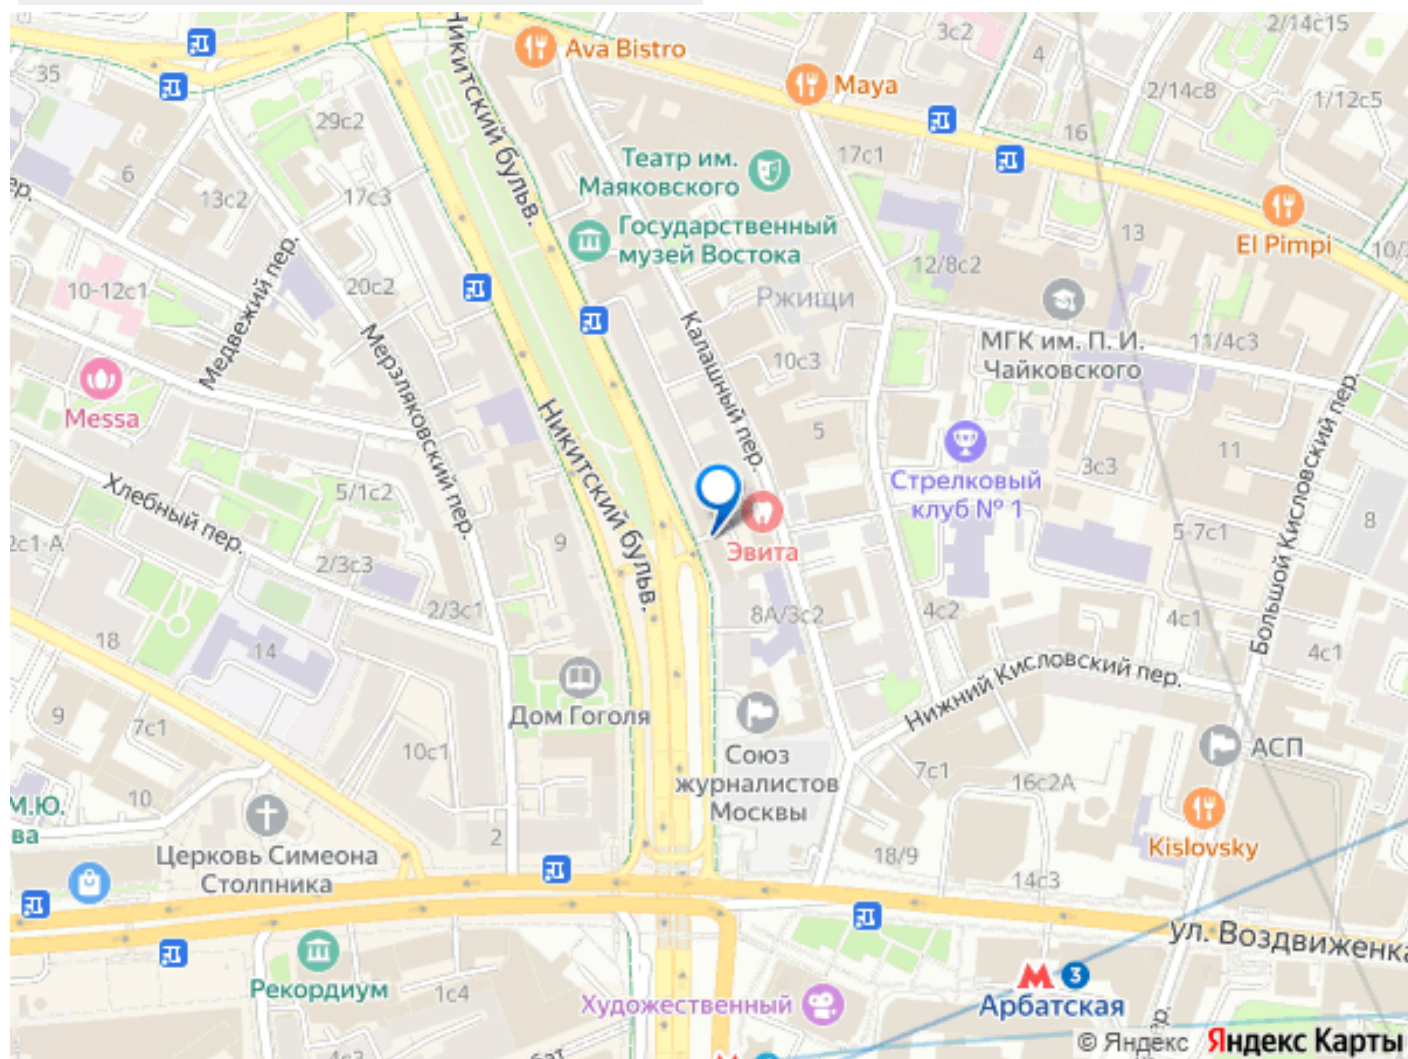 2/14с15
3с2
Ava Bistro
4
35
Maya
2/14с8
1/12с5
29с2
16
Никитский бульв.
17с1
Театр им.
Маяковского
6
13с2
17с3
El Pimpi
13
Государственный
музей Востока
12/8с2
10-12с1
20с2
Ржищи
Медвежий пер.
Калашный пер.
МГК им. П. И.
Чайковского
11/4с3
10с3
Мерзляковский пер.
Messa
Никитский бульв.
5
11
3с3
Большой Кисловский пер.
Стрелковый
клуб № 1
5/1с2
Хлебный пер.
8
5-7с1
2с1-А
9
Эвита
2/3с3
2/3с1
8А/3с2
4с2
4с1
18
14
4с1
Нижний Кисловский пер.
Дом Гоголя
9
7с1
10с1
Союз
журналистов
Москвы
АСП
7с1
16с2А
М.Ю.
10
2
Kislovsky
Церковь Симеона
Столпника
18/9
14с3
ул. Воздвиженка
Рекордиум
1с4
Художественный
М 3
Арбатская
© Яндекс Яндекс Карты